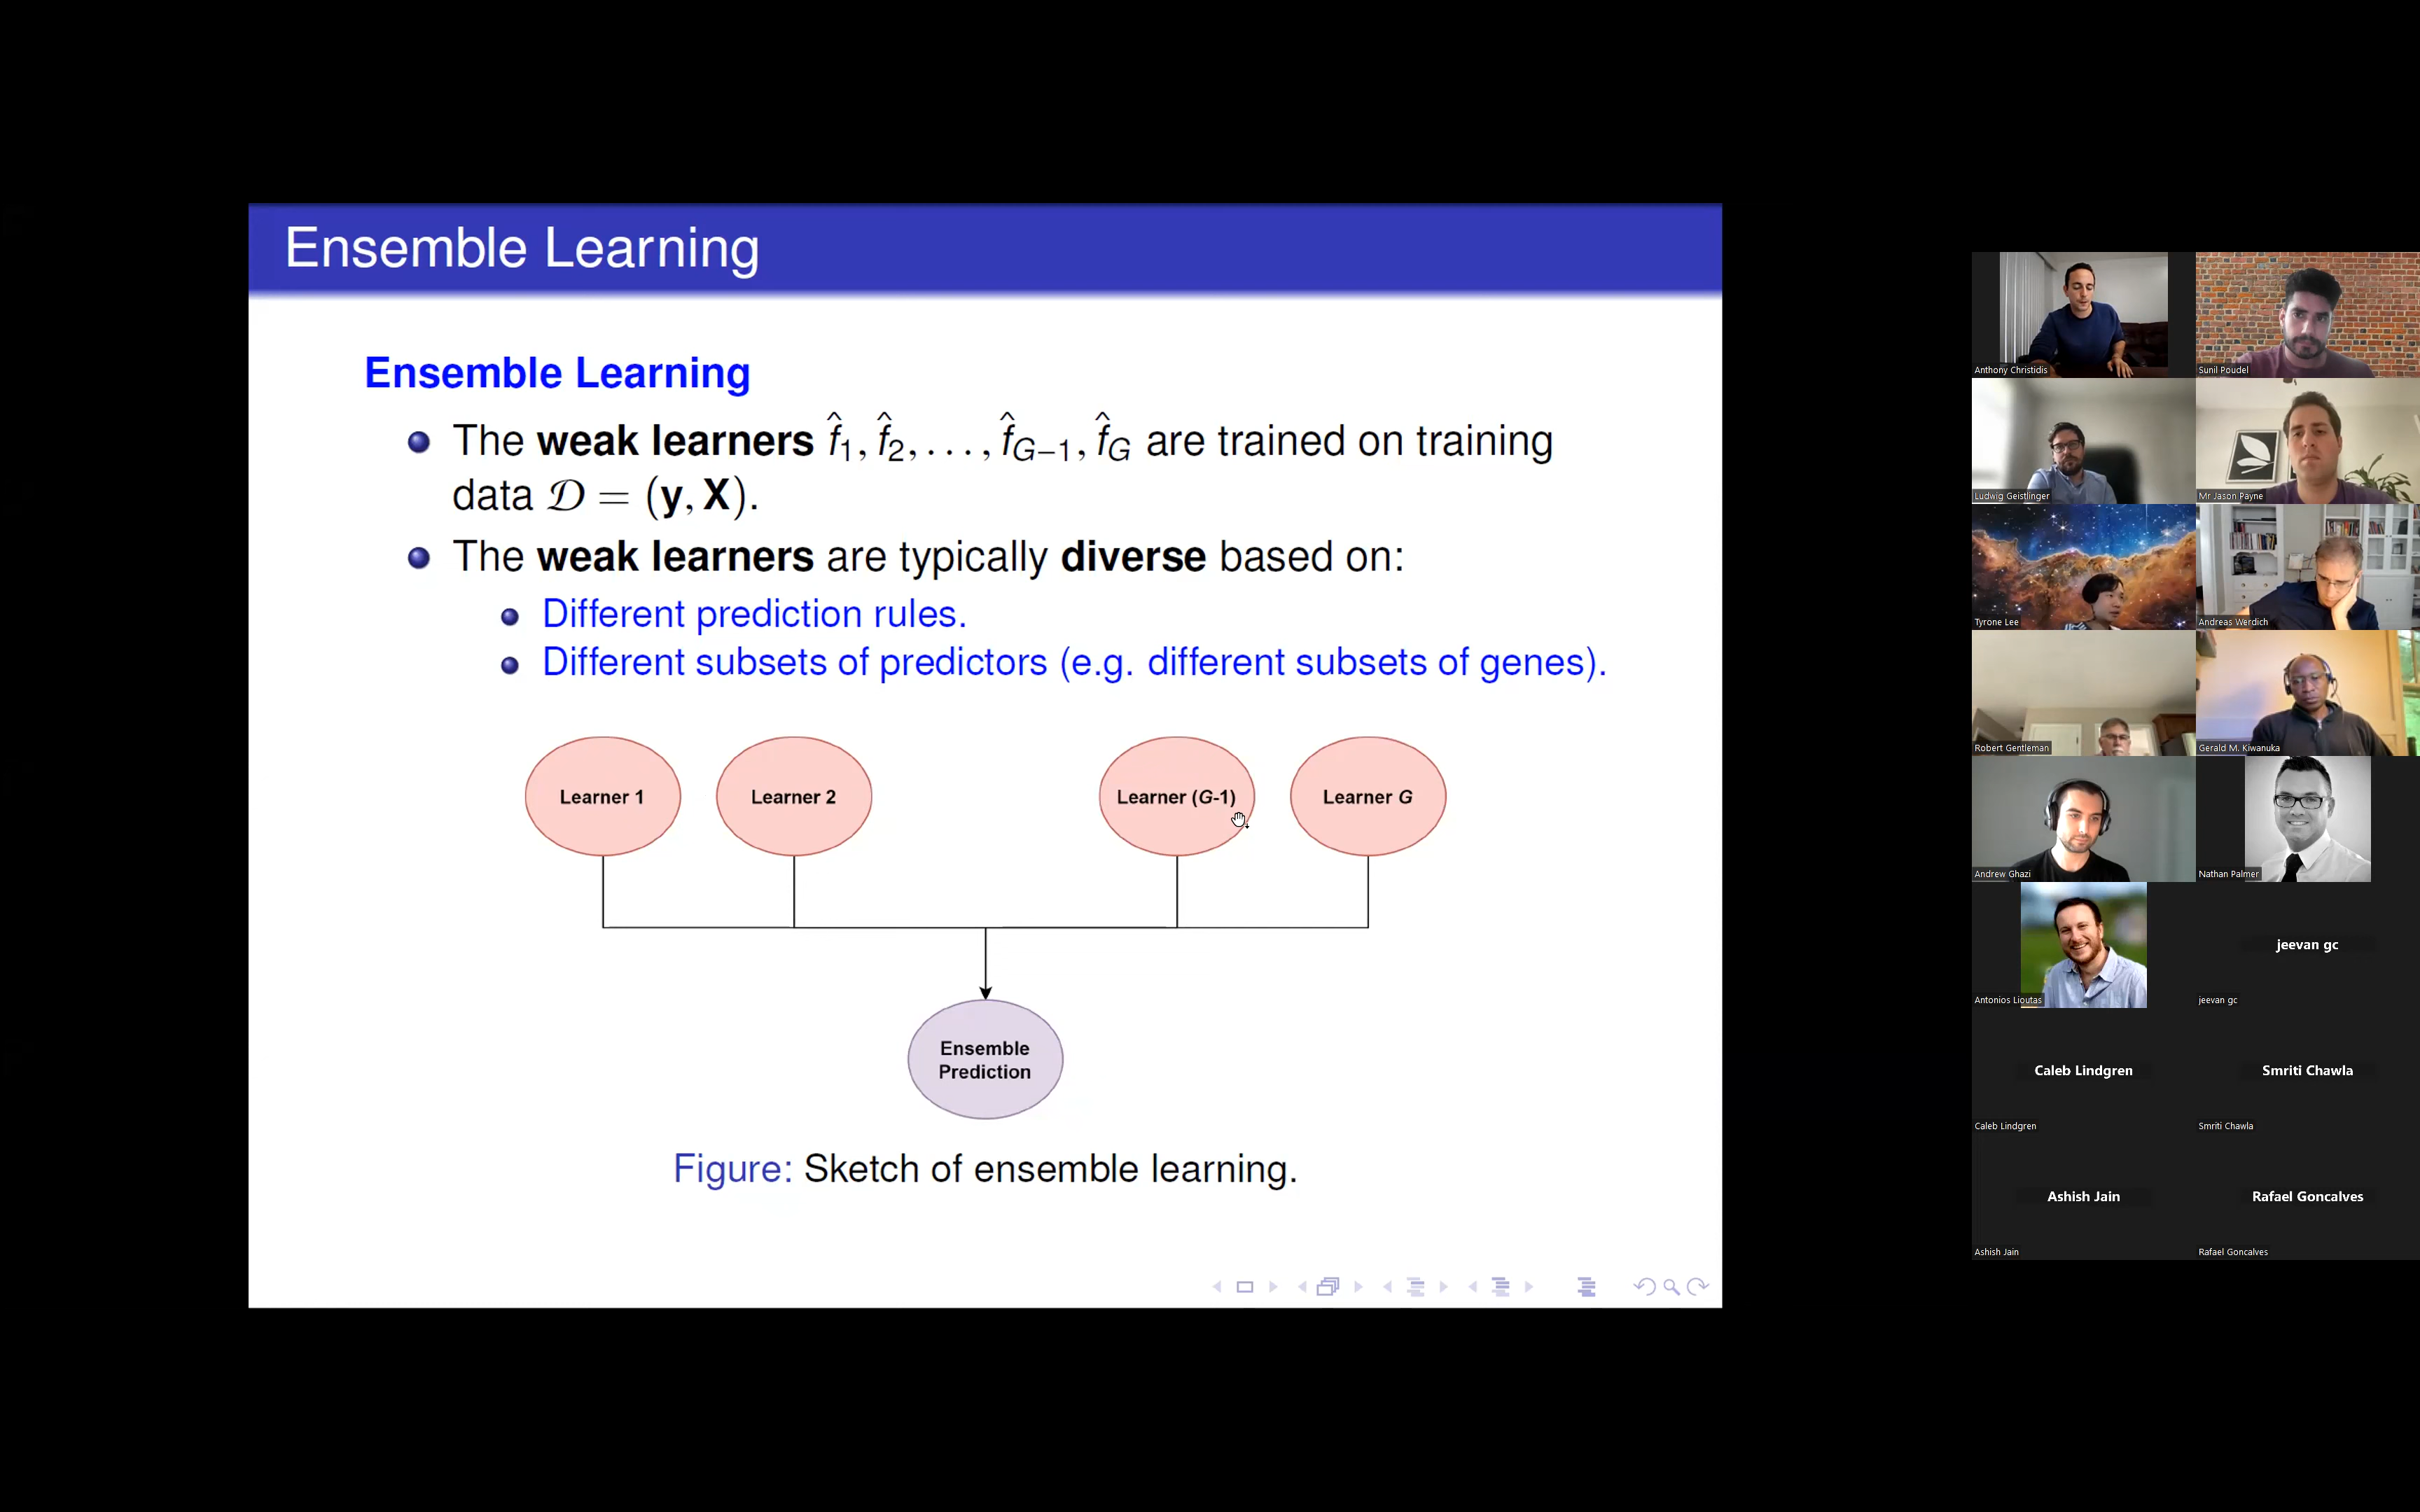 Ensemble Learning
Ensemble Learning
The weak learners f̂₁, f̂₂, . . . , f̂_{G−1}, f̂_G are trained on training
data 𝒟 = (y, X).
The weak learners are typically diverse based on:
Different prediction rules.
Different subsets of predictors (e.g. different subsets of genes).
Learner 1
Learner 2
Learner (G-1)
Learner G
Ensemble
Prediction
Figure: Sketch of ensemble learning.
Anthony Christidis
Sunil Poudel
Ludwig Geistlinger
Mr Jason Payne
Tyrone Lee
Andreas Werdich
Robert Gentleman
Gerald M. Kiwanuka
Andrew Ghazi
Nathan Palmer
Antonios Lioutas
jeevan gc
jeevan gc
Caleb Lindgren
Smriti Chawla
Caleb Lindgren
Smriti Chawla
Ashish Jain
Rafael Goncalves
Ashish Jain
Rafael Goncalves